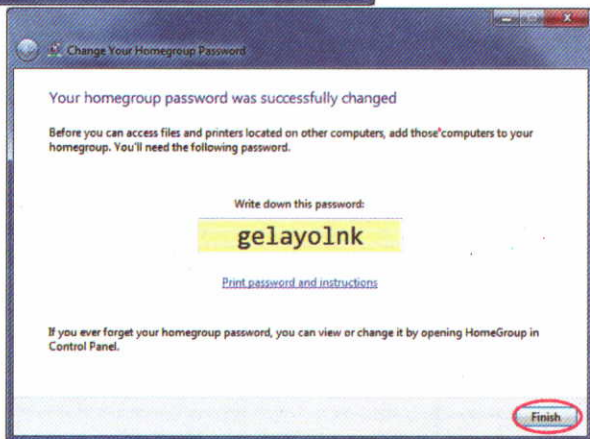 Change Your Homegroup Password
Your homegroup password was successfully changed
Before you can access files and printers located on other computers, add those computers to your
homegroup. You'll need the following password.
Write down this password:
gelayolnk
Print password and instructions
If you ever forget your homegroup password, you can view or change it by opening HomeGroup in
Control Panel.
Finish